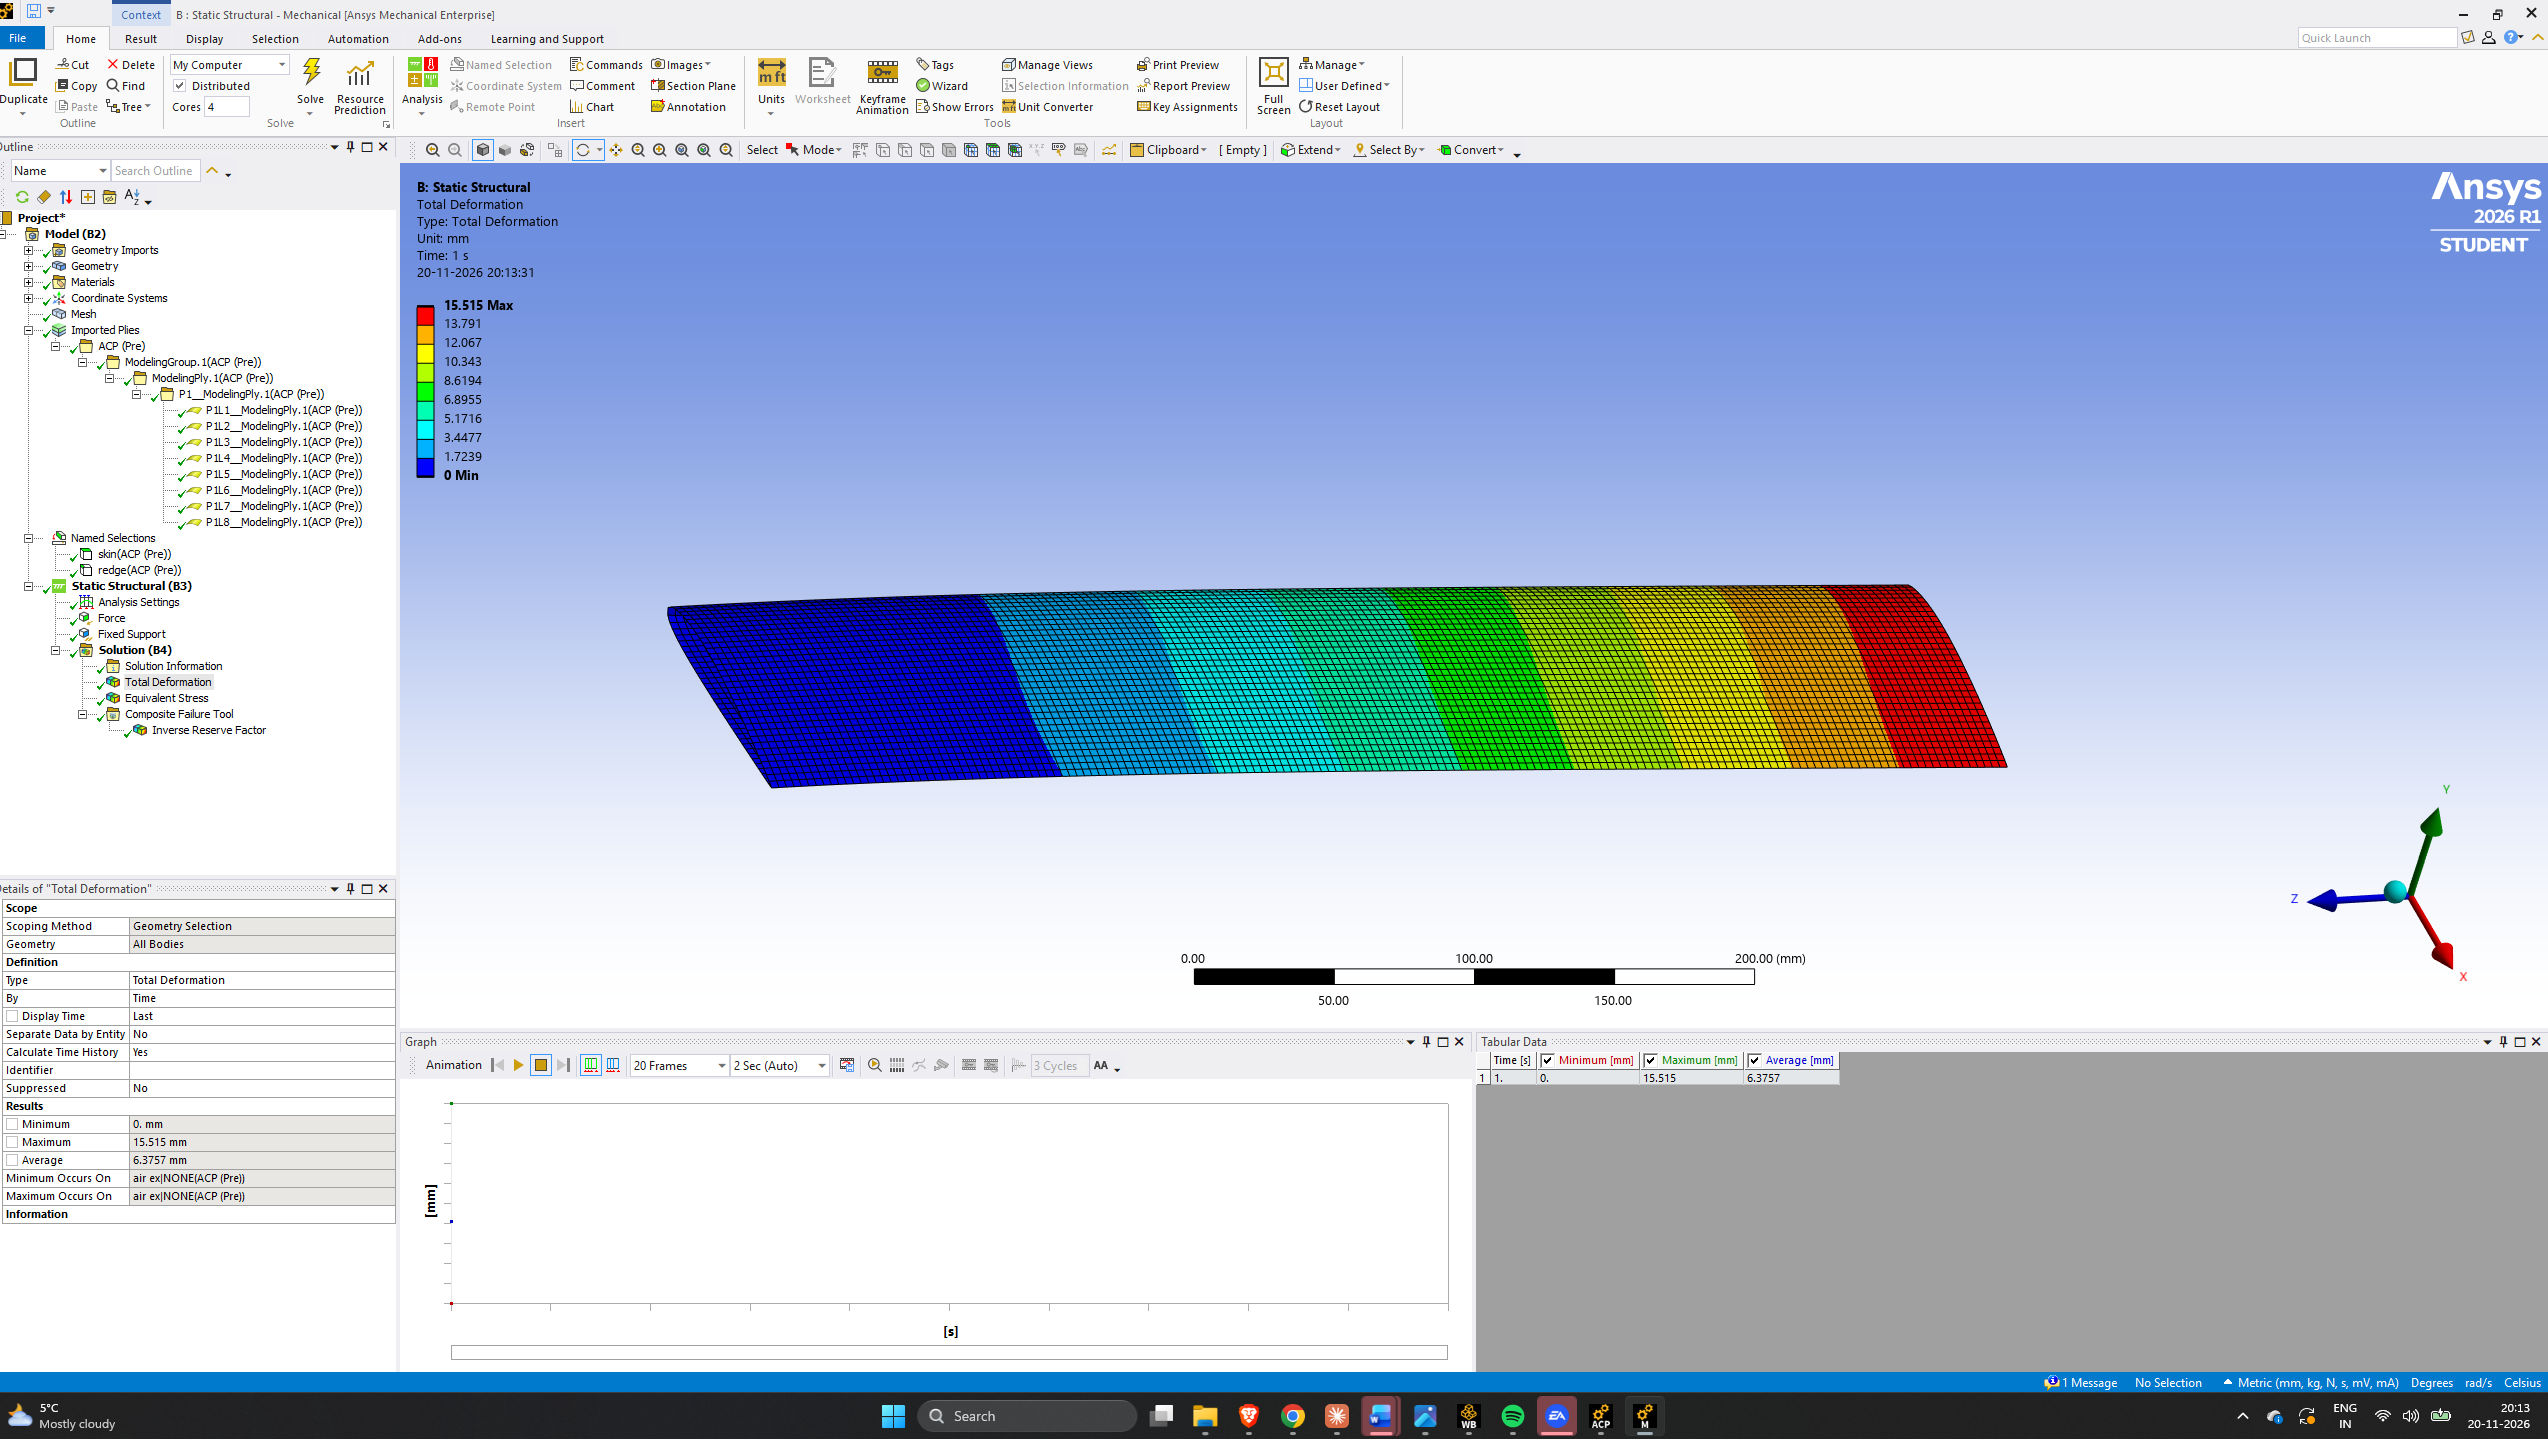 Context B : Static Structural - Mechanical [Ansys Mechanical Enterprise]
File Home Result Display Selection Automation Add-ons Learning and Support Quick Launch
Duplicate
Cut
Copy
Paste
Delete
Find
Tree
Outline
My Computer
Distributed
Cores 4
Solve
Resource Prediction
Solve
Analysis
Named Selection
Coordinate System
Remote Point
Commands
Comment
Chart
Images
Section Plane
Annotation
Insert
Units
Worksheet
Keyframe Animation
Tags
Wizard
Show Errors
Manage Views
Selection Information
Unit Converter
Print Preview
Report Preview
Key Assignments
Tools
Full Screen
Manage
User Defined
Reset Layout
Layout
Outline
Name Search Outline
Select Mode Clipboard [ Empty ] Extend Select By Convert
Project*
Model (B2)
Geometry Imports
Geometry
Materials
Coordinate Systems
Mesh
Imported Plies
ACP (Pre)
ModelingGroup.1(ACP (Pre))
ModelingPly.1(ACP (Pre))
P1__ModelingPly.1(ACP (Pre))
P1L1__ModelingPly.1(ACP (Pre))
P1L2__ModelingPly.1(ACP (Pre))
P1L3__ModelingPly.1(ACP (Pre))
P1L4__ModelingPly.1(ACP (Pre))
P1L5__ModelingPly.1(ACP (Pre))
P1L6__ModelingPly.1(ACP (Pre))
P1L7__ModelingPly.1(ACP (Pre))
P1L8__ModelingPly.1(ACP (Pre))
Named Selections
skin(ACP (Pre))
redge(ACP (Pre))
Static Structural (B3)
Analysis Settings
Force
Fixed Support
Solution (B4)
Solution Information
Total Deformation
Equivalent Stress
Composite Failure Tool
Inverse Reserve Factor
B: Static Structural
Total Deformation
Type: Total Deformation
Unit: mm
Time: 1 s
20-11-2026 20:13:31
15.515 Max
13.791
12.067
10.343
8.6194
6.8955
5.1716
3.4477
1.7239
0 Min
Ansys
2026 R1
STUDENT
Y
Z
X
0.00 100.00 200.00 (mm)
50.00 150.00
Details of "Total Deformation"
Scope
Scoping Method Geometry Selection
Geometry All Bodies
Definition
Type Total Deformation
By Time
Display Time Last
Separate Data by Entity No
Calculate Time History Yes
Identifier
Suppressed No
Results
Minimum 0. mm
Maximum 15.515 mm
Average 6.3757 mm
Minimum Occurs On air ex|NONE(ACP (Pre))
Maximum Occurs On air ex|NONE(ACP (Pre))
Information
Graph
Animation 20 Frames 2 Sec (Auto) 3 Cycles AA
[mm]
[s]
Tabular Data
Time [s] Minimum [mm] Maximum [mm] Average [mm]
1 1. 0. 15.515 6.3757
1 Message No Selection Metric (mm, kg, N, s, mV, mA) Degrees rad/s Celsius
5°C
Mostly cloudy
Search
WB
EA
ACP
M
ENG
IN
20:13
20-11-2026